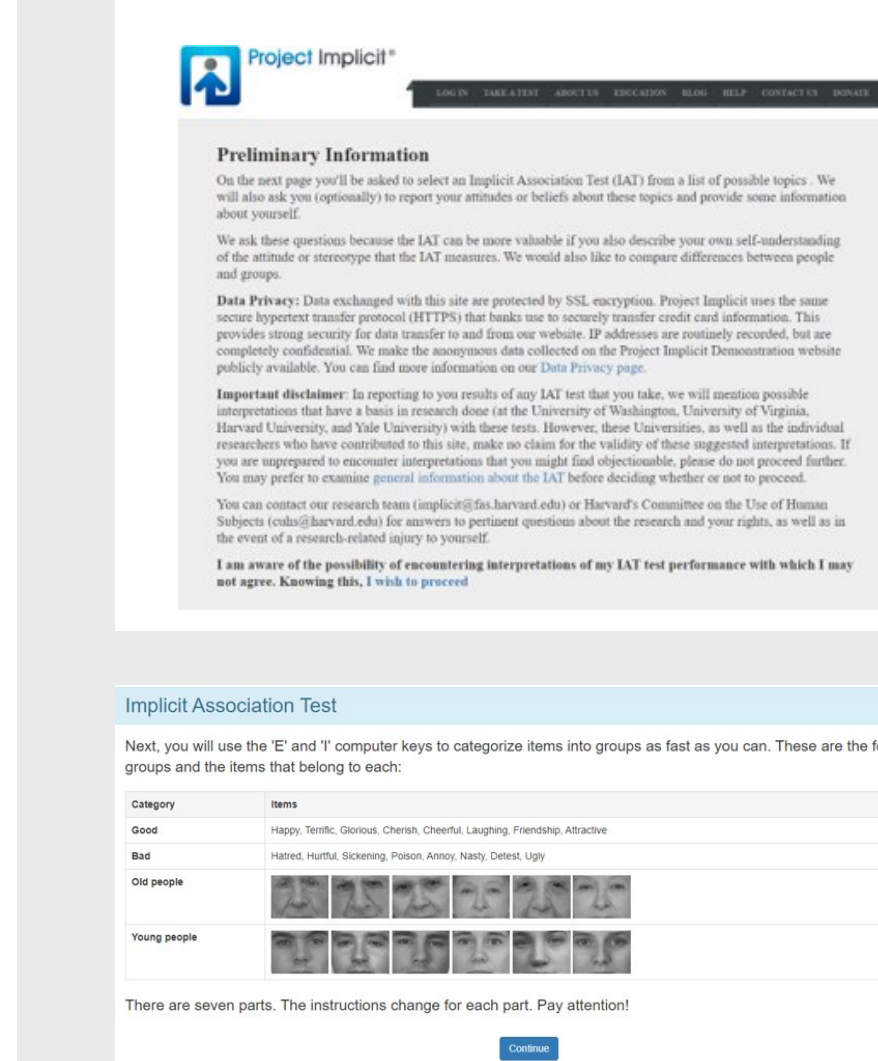 Project Implicit®
LOG IN TAKE A TEST ABOUT US EDUCATION BLOG HELP CONTACT US DONATE
Preliminary Information
On the next page you'll be asked to select an Implicit Association Test (IAT) from a list of possible topics . We
will also ask you (optionally) to report your attitudes or beliefs about these topics and provide some information
about yourself.
We ask these questions because the IAT can be more valuable if you also describe your own self-understanding
of the attitude or stereotype that the IAT measures. We would also like to compare differences between people
and groups.
Data Privacy: Data exchanged with this site are protected by SSL encryption. Project Implicit uses the same
secure hypertext transfer protocol (HTTPS) that banks use to securely transfer credit card information. This
provides strong security for data transfer to and from our website. IP addresses are routinely recorded, but are
completely confidential. We make the anonymous data collected on the Project Implicit Demonstration website
publicly available. You can find more information on our Data Privacy page.
Important disclaimer: In reporting to you results of any IAT test that you take, we will mention possible
interpretations that have a basis in research done (at the University of Washington, University of Virginia,
Harvard University, and Yale University) with these tests. However, these Universities, as well as the individual
researchers who have contributed to this site, make no claim for the validity of these suggested interpretations. If
you are unprepared to encounter interpretations that you might find objectionable, please do not proceed further.
You may prefer to examine general information about the IAT before deciding whether or not to proceed.
You can contact our research team (implicit@fas.harvard.edu) or Harvard's Committee on the Use of Human
Subjects (cuhs@harvard.edu) for answers to pertinent questions about the research and your rights, as well as in
the event of a research-related injury to yourself.
I am aware of the possibility of encountering interpretations of my IAT test performance with which I may
not agree. Knowing this, I wish to proceed
Implicit Association Test
Next, you will use the 'E' and 'I' computer keys to categorize items into groups as fast as you can. These are the
groups and the items that belong to each:
Category Items
Good Happy, Terrific, Glorious, Cherish, Cheerful, Laughing, Friendship, Attractive
Bad Hatred, Hurtful, Sickening, Poison, Annoy, Nasty, Detest, Ugly
Old people
Young people
There are seven parts. The instructions change for each part. Pay attention!
Continue